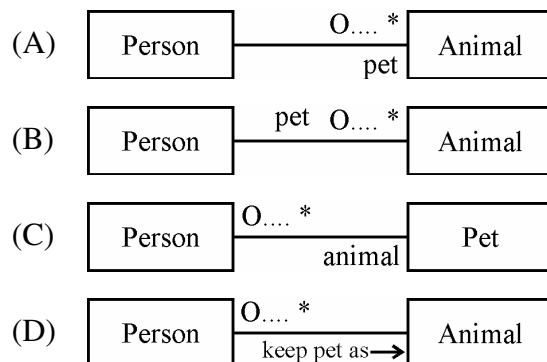 (A) Person O.... * pet Animal
(B) Person pet O.... * Animal
(C) Person O.... * animal Pet
(D) Person O.... * keep pet as Animal